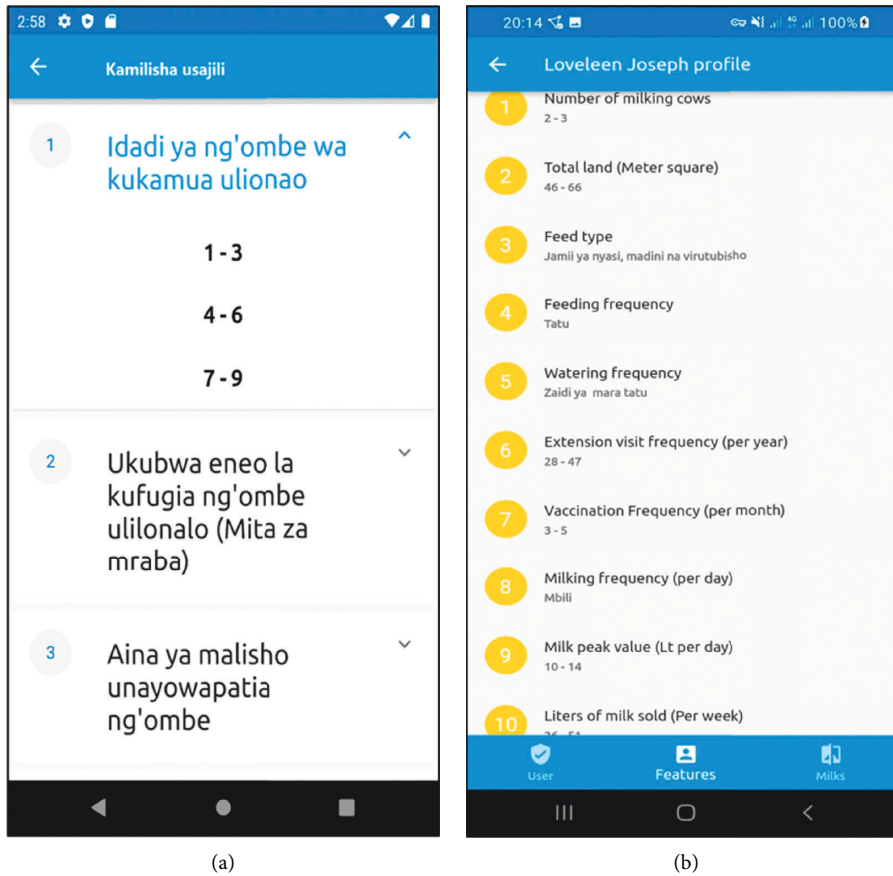 2:58
Kamilisha usajili
1
Idadi ya ng'ombe wa
kukamua ulionao
1 - 3
4 - 6
7 - 9
2
Ukubwa eneo la
kufugia ng'ombe
ulilonalo (Mita za
mraba)
3
Aina ya malisho
unayowapatia
ng'ombe
(a)
20:14
4G
100%
Loveleen Joseph profile
1
Number of milking cows
2 - 3
2
Total land (Meter square)
46 - 66
3
Feed type
Jamii ya nyasi, madini na virutubisho
4
Feeding frequency
Tatu
5
Watering frequency
Zaidi ya mara tatu
6
Extension visit frequency (per year)
28 - 47
7
Vaccination Frequency (per month)
3 - 5
8
Milking frequency (per day)
Mbili
9
Milk peak value (Lt per day)
10 - 14
10
Liters of milk sold (Per week)
User
Features
Milks
(b)